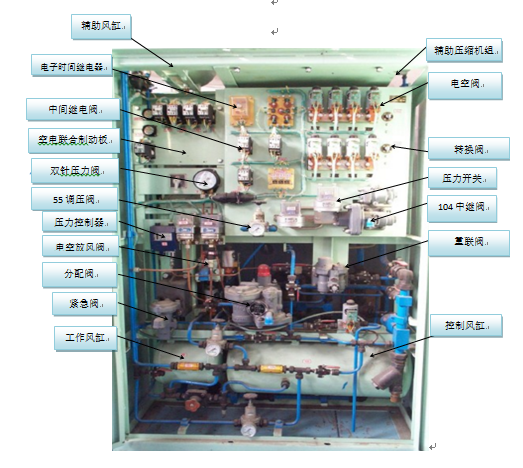 辅助风缸
辅助压缩机组
电子时间继电器
电空阀
中间继电阀
空电联合制动板
转换阀
双针压力阀
压力开关
55调压阀
104中继阀
压力控制器
重联阀
电空放风阀
分配阀
紧急阀
控制风缸
工作风缸